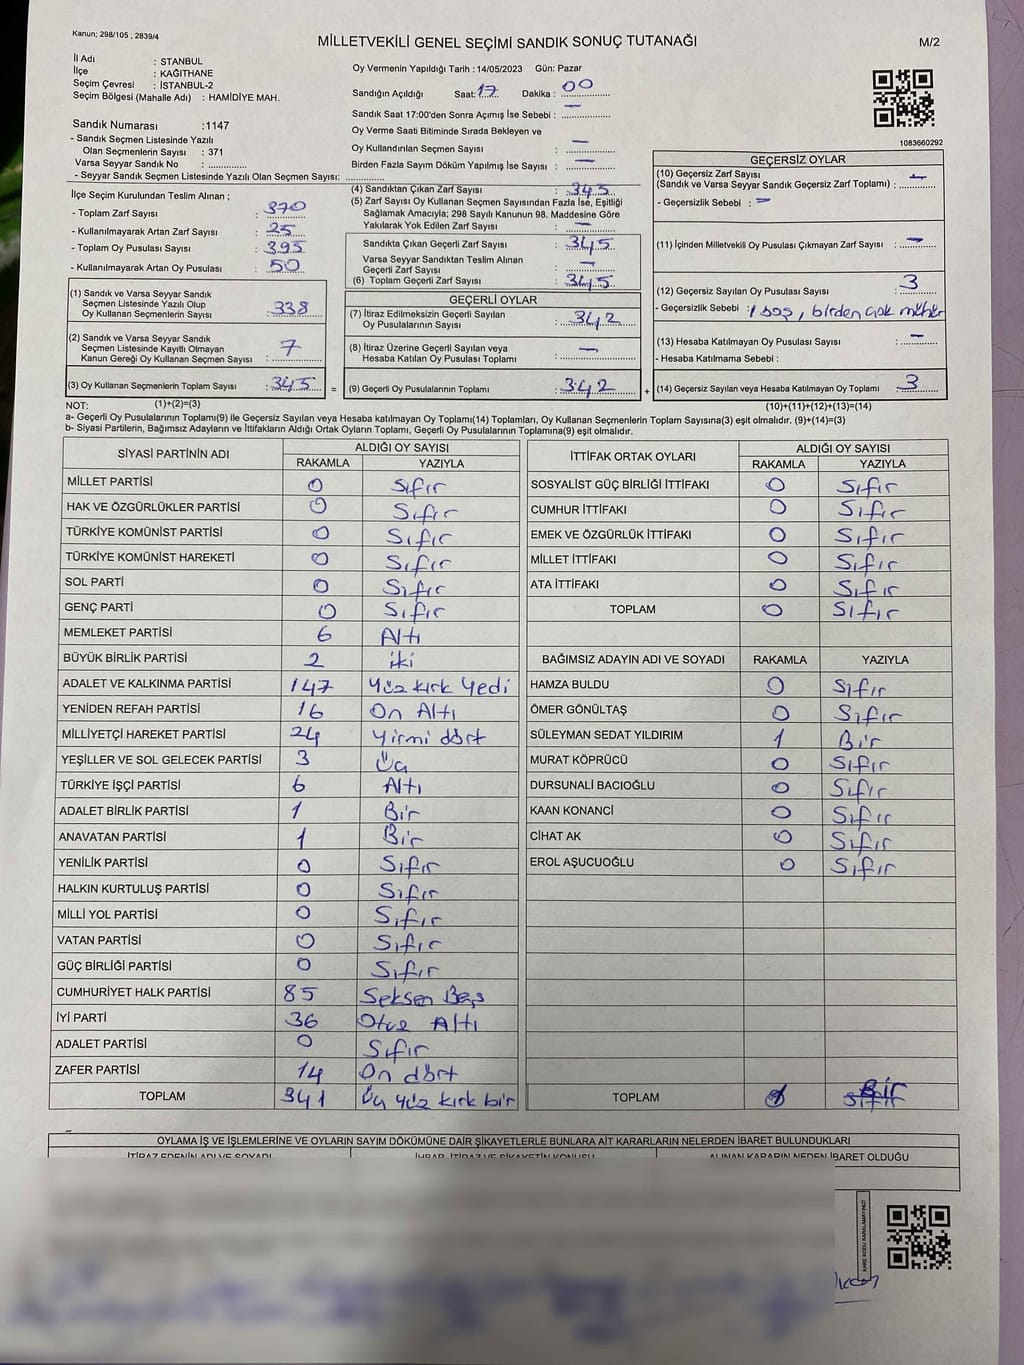 Kanun; 298/105 , 2839/4
MİLLETVEKİLİ GENEL SEÇİMİ SANDIK SONUÇ TUTANAĞI
M/2
İl Adı : İSTANBUL
İlçe : KAĞITHANE
Seçim Çevresi : İSTANBUL-2
Seçim Bölgesi (Mahalle Adı) : HAMİDİYE MAH.
Oy Vermenin Yapıldığı Tarih : 14/05/2023 Gün: Pazar
Sandığın Açıldığı Saat: 17 Dakika : 00
Sandık Saat 17:00'den Sonra Açımış İse Sebebi : —
Oy Verme Saati Bitiminde Sırada Bekleyen ve
Oy Kullandırılan Seçmen Sayısı : —
Birden Fazla Sayım Döküm Yapılmış İse Sayısı : —
1083660292
Sandık Numarası : 1147
- Sandık Seçmen Listesinde Yazılı
Olan Seçmenlerin Sayısı : 371
Varsa Seyyar Sandık No : ..............
- Seyyar Sandık Seçmen Listesinde Yazılı Olan Seçmen Sayısı: ..............
İlçe Seçim Kurulundan Teslim Alınan ;
- Toplam Zarf Sayısı : 370
- Kullanılmayarak Artan Zarf Sayısı : 25
- Toplam Oy Pusulası Sayısı : 395
- Kullanılmayarak Artan Oy Pusulası : 50
(1) Sandık ve Varsa Seyyar Sandık
Seçmen Listesinde Yazılı Olup
Oy Kullanan Seçmenlerin Sayısı : 338
(2) Sandık ve Varsa Seyyar Sandık
Seçmen Listesinde Kayıtlı Olmayan
Kanun Gereği Oy Kullanan Seçmen Sayısı : 7
(3) Oy Kullanan Seçmenlerin Toplam Sayısı : 345 =
(4) Sandıktan Çıkan Zarf Sayısı : 345
(5) Zarf Sayısı Oy Kullanan Seçmen Sayısından Fazla İse, Eşitliği
Sağlamak Amacıyla; 298 Sayılı Kanunun 98. Maddesine Göre
Yakılarak Yok Edilen Zarf Sayısı : —
Sandıkta Çıkan Geçerli Zarf Sayısı : 345
Varsa Seyyar Sandıktan Teslim Alınan
Geçerli Zarf Sayısı : —
(6) Toplam Geçerli Zarf Sayısı : 345
GEÇERLİ OYLAR
(7) İtiraz Edilmeksizin Geçerli Sayılan
Oy Pusulalarının Sayısı : 342
(8) İtiraz Üzerine Geçerli Sayılan veya
Hesaba Katılan Oy Pusulası Toplamı : —
(9) Geçerli Oy Pusulalarının Toplamı : 342 +
GEÇERSİZ OYLAR
(10) Geçersiz Zarf Sayısı
(Sandık ve Varsa Seyyar Sandık Geçersiz Zarf Toplamı) : —
- Geçersizlik Sebebi : —
(11) İçinden Milletvekili Oy Pusulası Çıkmayan Zarf Sayısı : —
(12) Geçersiz Sayılan Oy Pusulası Sayısı : 3
- Geçersizlik Sebebi : 1 boş, birden çok mühür
(13) Hesaba Katılmayan Oy Pusulası Sayısı : —
- Hesaba Katılmama Sebebi :
(14) Geçersiz Sayılan veya Hesaba Katılmayan Oy Toplamı : 3
NOT: (1)+(2)=(3)
(10)+(11)+(12)+(13)=(14)
a- Geçerli Oy Pusulalarının Toplamı(9) ile Geçersiz Sayılan veya Hesaba katılmayan Oy Toplamı(14) Toplamları, Oy Kullanan Seçmenlerin Toplam Sayısına(3) eşit olmalıdır. (9)+(14)=(3)
b- Siyasi Partilerin, Bağımsız Adayların ve İttifakların Aldığı Ortak Oyların Toplamı, Geçerli Oy Pusulalarının Toplamına(9) eşit olmalıdır.
SİYASİ PARTİNİN ADI ALDIĞI OY SAYISI
RAKAMLA YAZIYLA
MİLLET PARTİSİ 0 Sıfır
HAK VE ÖZGÜRLÜKLER PARTİSİ 0 Sıfır
TÜRKİYE KOMÜNİST PARTİSİ 0 Sıfır
TÜRKİYE KOMÜNİST HAREKETİ 0 Sıfır
SOL PARTİ 0 Sıfır
GENÇ PARTİ 0 Sıfır
MEMLEKET PARTİSİ 6 Altı
BÜYÜK BİRLİK PARTİSİ 2 iki
ADALET VE KALKINMA PARTİSİ 147 Yüz kırk Yedi
YENİDEN REFAH PARTİSİ 16 On Altı
MİLLİYETÇİ HAREKET PARTİSİ 24 Yirmi dört
YEŞİLLER VE SOL GELECEK PARTİSİ 3 Üç
TÜRKİYE İŞÇİ PARTİSİ 6 Altı
ADALET BİRLİK PARTİSİ 1 Bir
ANAVATAN PARTİSİ 1 Bir
YENİLİK PARTİSİ 0 Sıfır
HALKIN KURTULUŞ PARTİSİ 0 Sıfır
MİLLİ YOL PARTİSİ 0 Sıfır
VATAN PARTİSİ 0 Sıfır
GÜÇ BİRLİĞİ PARTİSİ 0 Sıfır
CUMHURİYET HALK PARTİSİ 85 Seksen Beş
İYİ PARTİ 36 Otuz Altı
ADALET PARTİSİ 0 Sıfır
ZAFER PARTİSİ 14 On dört
TOPLAM 341 Üç yüz kırk bir
İTTİFAK ORTAK OYLARI ALDIĞI OY SAYISI
RAKAMLA YAZIYLA
SOSYALİST GÜÇ BİRLİĞİ İTTİFAKI 0 Sıfır
CUMHUR İTTİFAKI 0 Sıfır
EMEK VE ÖZGÜRLÜK İTTİFAKI 0 Sıfır
MİLLET İTTİFAKI 0 Sıfır
ATA İTTİFAKI 0 Sıfır
TOPLAM 0 Sıfır
BAĞIMSIZ ADAYIN ADI VE SOYADI RAKAMLA YAZIYLA
HAMZA BULDU 0 Sıfır
ÖMER GÖNÜLTAŞ 0 Sıfır
SÜLEYMAN SEDAT YILDIRIM 1 Bir
MURAT KÖPRÜCÜ 0 Sıfır
DURSUNALİ BACIOĞLU 0 Sıfır
KAAN KONANCİ 0 Sıfır
CİHAT AK 0 Sıfır
EROL AŞUCUOĞLU 0 Sıfır
TOPLAM 1 BİR
OYLAMA İŞ VE İŞLEMLERİNE VE OYLARIN SAYIM DÖKÜMÜNE DAİR ŞİKAYETLERLE BUNLARA AİT KARARLARIN NELERDEN İBARET BULUNDUKLARI
İTİRAZ EDENİN ADI VE SOYADI İHBAR, İTİRAZ VE ŞİKAYETİN KONUSU ALINAN KARARIN NEDEN İBARET OLDUĞU
KARE KODU KARALAMAYINIZ!